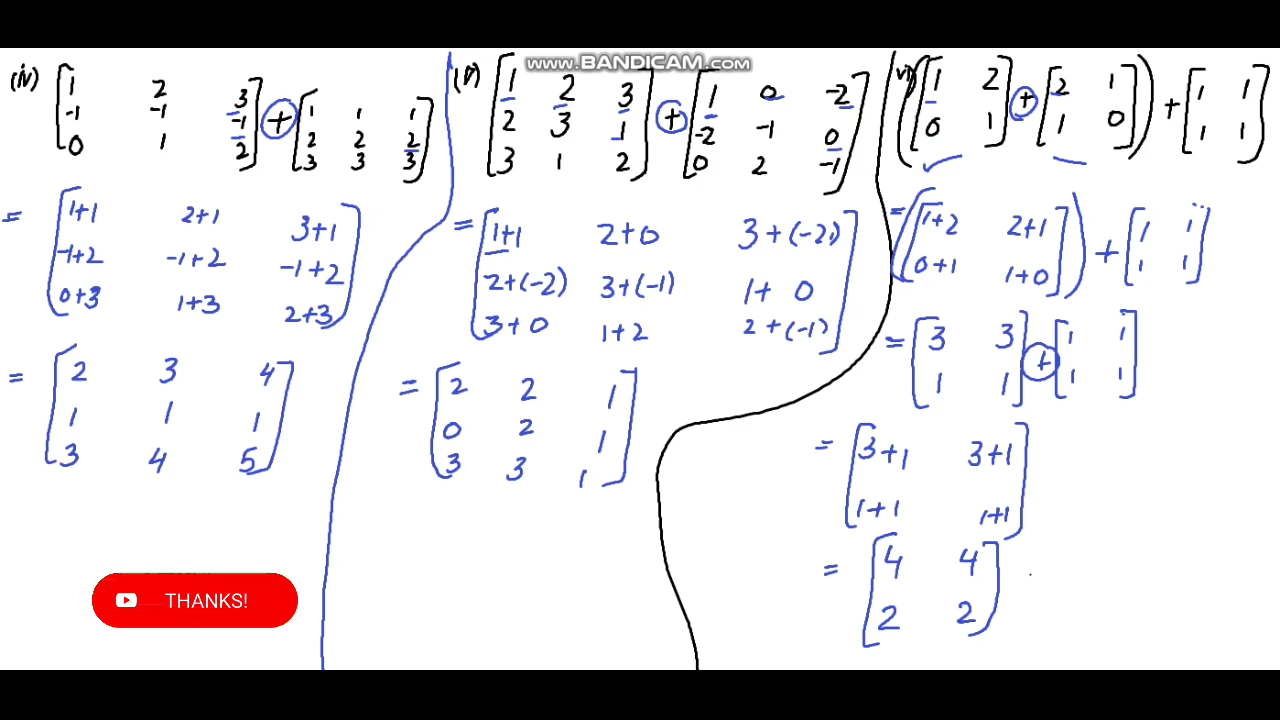 www.BANDICAM.com
(iv) [1 2 3] + [1 1 1]
[-1 -1 -1] [2 2 2]
[0 1 2] [3 3 3]
= [1+1 2+1 3+1]
[-1+2 -1+2 -1+2]
[0+3 1+3 2+3]
= [2 3 4]
[1 1 1]
[3 4 5]
THANKS!
(v) [1 2 3] + [1 0 -2]
[2 3 1] [-2 -1 0]
[3 1 2] [0 2 -1]
= [1+1 2+0 3+(-2)]
[2+(-2) 3+(-1) 1+ 0]
[3+0 1+2 2+(-1)]
= [2 2 1]
[0 2 1]
[3 3 1]
vi) ([1 2] + [2 1]) + [1 1]
([0 1] [1 0]) [1 1]
= ([1+2 2+1]) + [1 1]
([0+1 1+0]) [1 1]
= [3 3] + [1 1]
[1 1] [1 1]
= [3+1 3+1]
[1+1 1+1]
= [4 4]
[2 2]